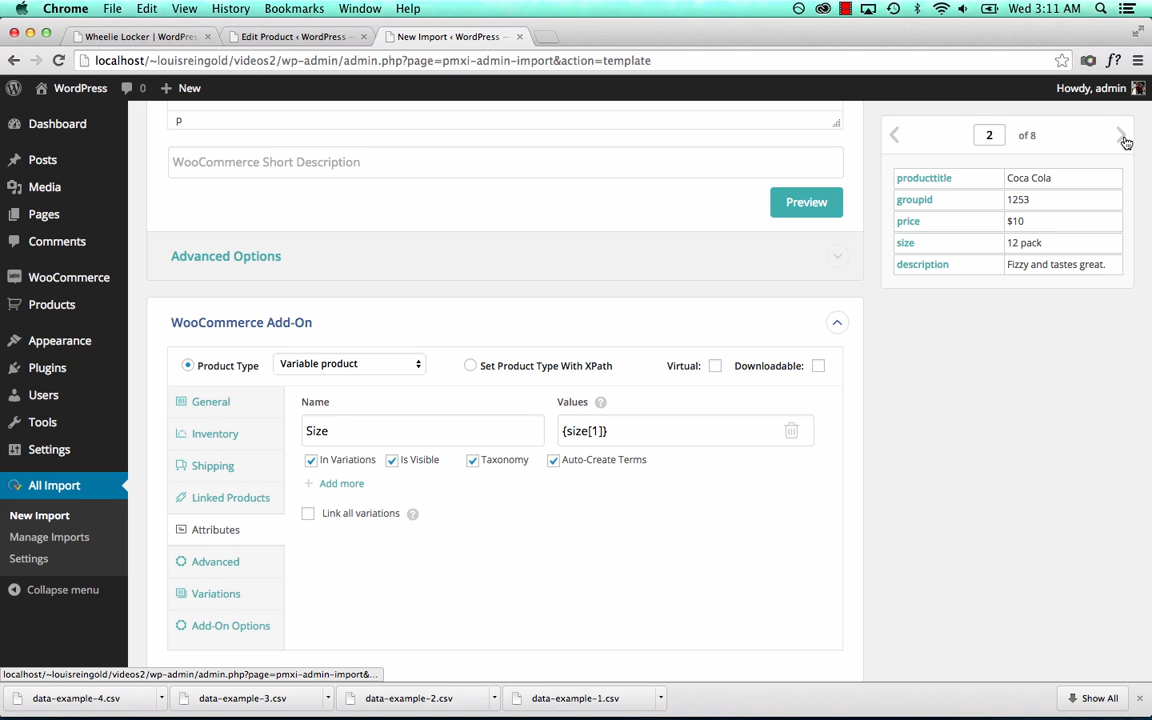 Chrome File Edit View History Bookmarks Window Help Wed 3:11 AM
Wheelie Locker | WordPres × Edit Product ‹ WordPress — × New Import ‹ WordPress — ×
localhost/~louisreingold/videos2/wp-admin/admin.php?page=pmxi-admin-import&action=template f?
WordPress 0 + New Howdy, admin
Dashboard
Posts
Media
Pages
Comments
WooCommerce
Products
Appearance
Plugins
Users
Tools
Settings
All Import
New Import
Manage Imports
Settings
Collapse menu
p
WooCommerce Short Description
Preview
Advanced Options
WooCommerce Add-On
Product Type Variable product Set Product Type With XPath Virtual: Downloadable:
General
Inventory
Shipping
Linked Products
Attributes
Advanced
Variations
Add-On Options
Name Values ?
Size {size[1]}
In Variations Is Visible Taxonomy Auto-Create Terms
+ Add more
Link all variations ?
2 of 8
producttitle Coca Cola
groupid 1253
price $10
size 12 pack
description Fizzy and tastes great.
localhost/~louisreingold/videos2/wp-admin/admin.php?page=pmxi-admin-import&...
data-example-4.csv data-example-3.csv data-example-2.csv data-example-1.csv Show All ×